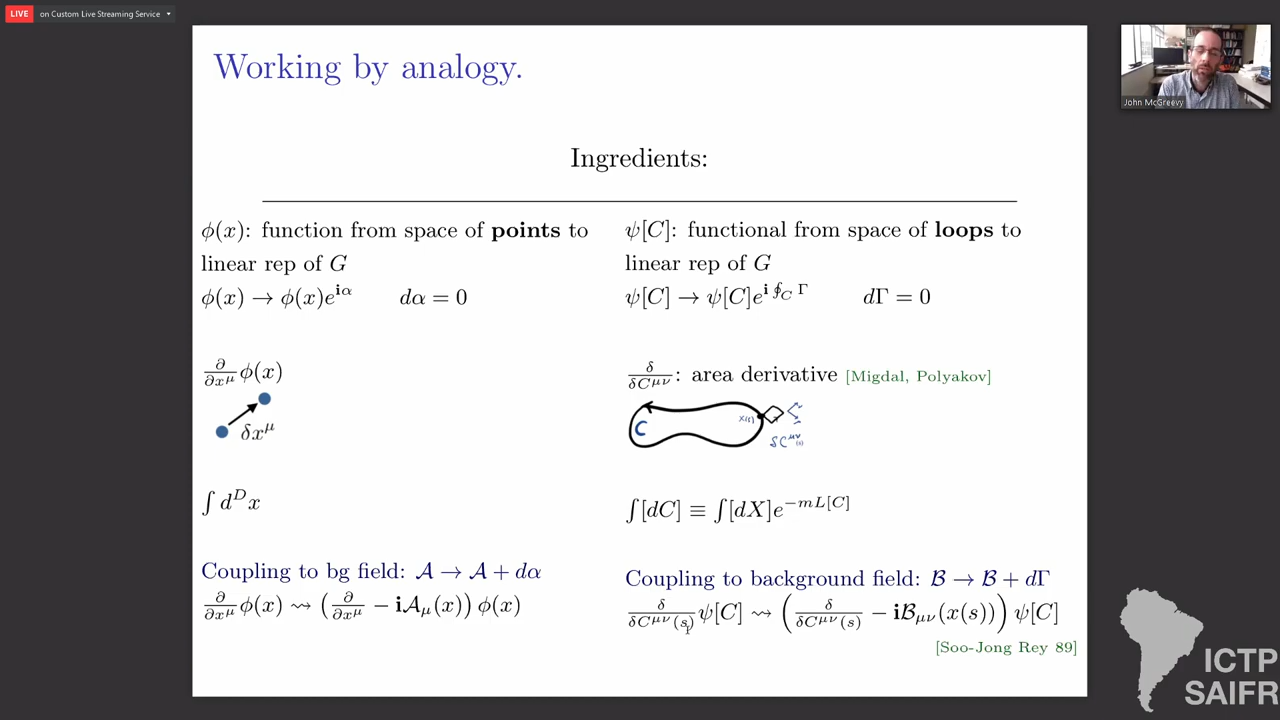 LIVE on Custom Live Streaming Service
Working by analogy.
John McGreevy
Ingredients:
ϕ(x): function from space of points to
linear rep of G
ϕ(x) → ϕ(x)e^{iα} dα = 0
∂/∂x^μ ϕ(x)
δx^μ
∫ d^D x
Coupling to bg field: 𝒜 → 𝒜 + dα
∂/∂x^μ ϕ(x) ⇝ (∂/∂x^μ − i𝒜_μ(x)) ϕ(x)
ψ[C]: functional from space of loops to
linear rep of G
ψ[C] → ψ[C]e^{i∮_C Γ} dΓ = 0
δ/δC^{μν}: area derivative [Migdal, Polyakov]
C
X(s)
δC^{μν}(s)
∫[dC] ≡ ∫[dX]e^{−mL[C]}
Coupling to background field: ℬ → ℬ + dΓ
δ/δC^{μν}(s) ψ[C] ⇝ (δ/δC^{μν}(s) − iℬ_{μν}(x(s))) ψ[C]
[Soo-Jong Rey 89]
ICTP
SAIFR